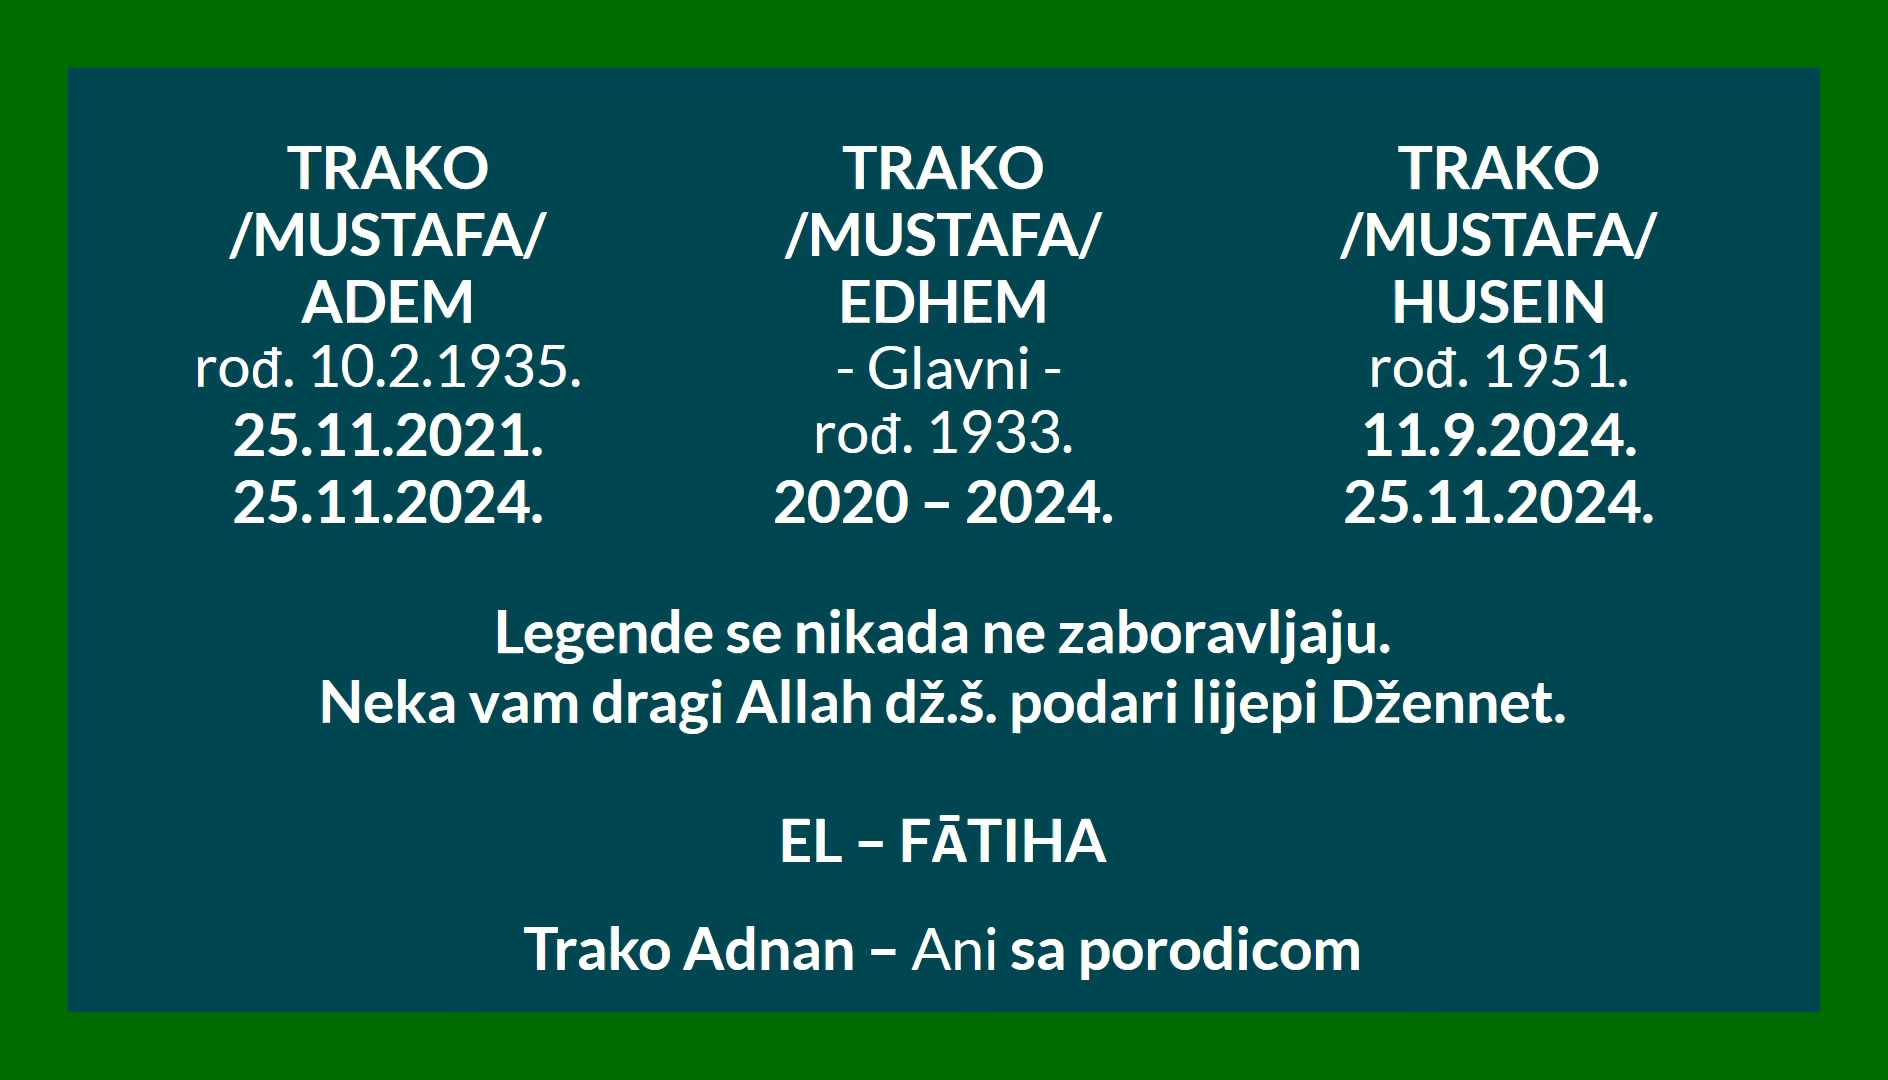 TRAKO
/MUSTAFA/
ADEM
rođ. 10.2.1935.
25.11.2021.
25.11.2024.
TRAKO
/MUSTAFA/
EDHEM
- Glavni -
rođ. 1933.
2020 – 2024.
TRAKO
/MUSTAFA/
HUSEIN
rođ. 1951.
11.9.2024.
25.11.2024.
Legende se nikada ne zaboravljaju.
Neka vam dragi Allah dž.š. podari lijepi Džennet.
EL – FĀTIHA
Trako Adnan – Ani sa porodicom